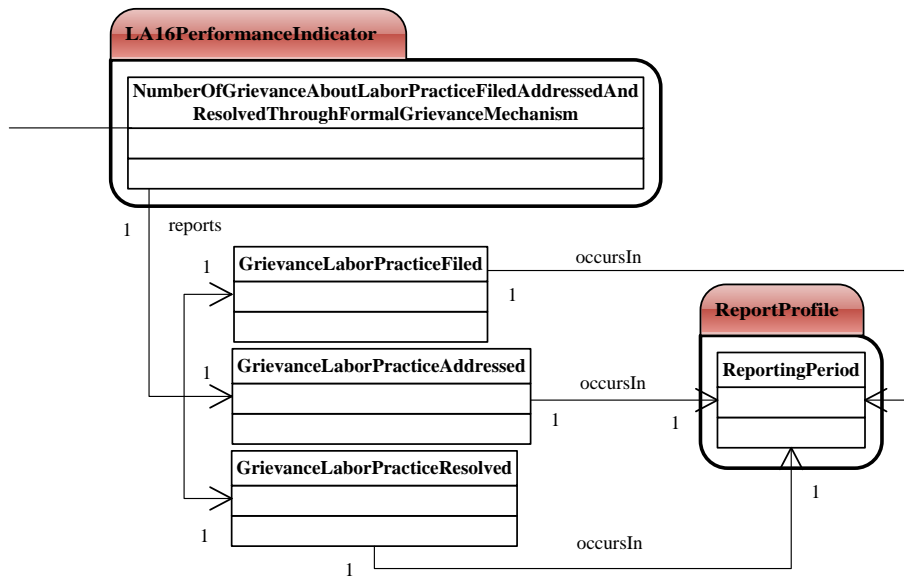 LA16PerformanceIndicator
NumberOfGrievanceAboutLaborPracticeFiledAddressedAnd
ResolvedThroughFormalGrievanceMechanism
1
reports
1
GrievanceLaborPracticeFiled
occursIn
1
ReportProfile
1
GrievanceLaborPracticeAddressed
occursIn
ReportingPeriod
1
1
GrievanceLaborPracticeResolved
1
1
occursIn
1